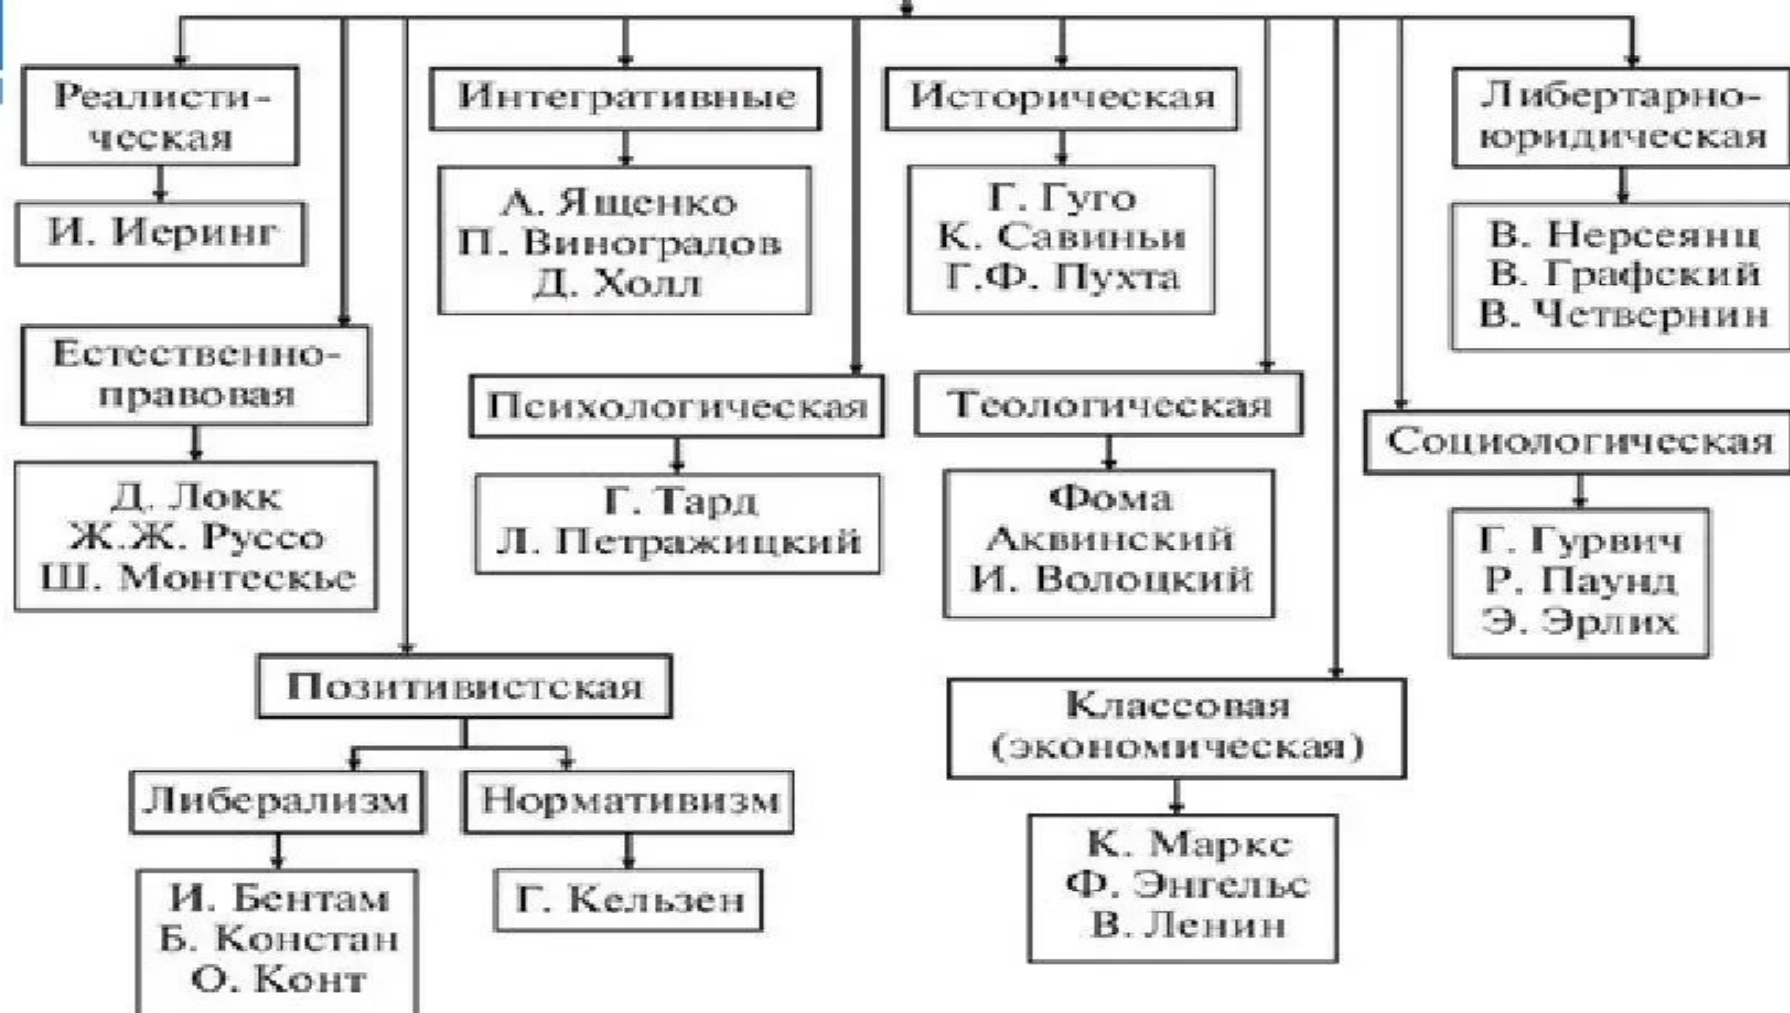 Реалисти-
ческая
И. Иеринг
Естественно-
правовая
Д. Локк
Ж.Ж. Руссо
Ш. Монтескье
Интегративные
А. Ященко
П. Виноградов
Д. Холл
Психологическая
Г. Тард
Л. Петражицкий
Историческая
Г. Гуго
К. Савиньи
Г.Ф. Пухта
Теологическая
Фома
Аквинский
И. Волоцкий
Либертарно-
юридическая
В. Нерсеянц
В. Графский
В. Четвернин
Социологическая
Г. Гурвич
Р. Паунд
Э. Эрлих
Позитивистская
Либерализм
И. Бентам
Б. Констан
О. Конт
Нормативизм
Г. Кельзен
Классовая
(экономическая)
К. Маркс
Ф. Энгельс
В. Ленин